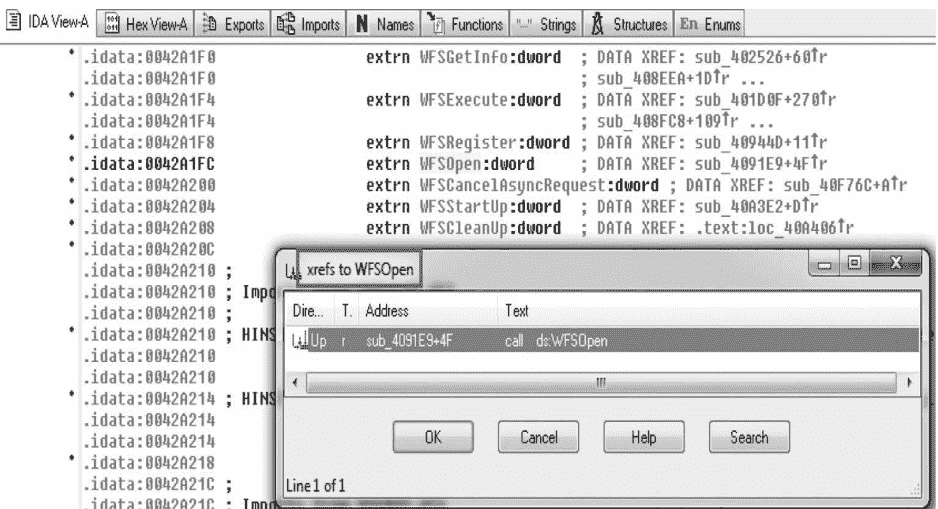 IDA View-A Hex View-A Exports Imports N Names Functions "..." Strings Structures En Enums
.idata:0042A1F0 extrn WFSGetInfo:dword ; DATA XREF: sub_402526+60↑r
.idata:0042A1F0 ; sub_408EEA+1D↑r ...
.idata:0042A1F4 extrn WFSExecute:dword ; DATA XREF: sub_401D0F+270↑r
.idata:0042A1F4 ; sub_408FC8+109↑r ...
.idata:0042A1F8 extrn WFSRegister:dword ; DATA XREF: sub_40944D+11↑r
.idata:0042A1FC extrn WFSOpen:dword ; DATA XREF: sub_4091E9+4F↑r
.idata:0042A200 extrn WFSCancelAsyncRequest:dword ; DATA XREF: sub_40F76C+A↑r
.idata:0042A204 extrn WFSStartUp:dword ; DATA XREF: sub_40A3E2+D↑r
.idata:0042A208 extrn WFSCleanUp:dword ; DATA XREF: .text:loc_40A406↑r
.idata:0042A20C
.idata:0042A210 ;
.idata:0042A210 ; Impo
.idata:0042A210 ;
.idata:0042A210 ; HINS
.idata:0042A210
.idata:0042A210
.idata:0042A214 ; HINS
.idata:0042A214
.idata:0042A214
.idata:0042A218
.idata:0042A21C ;
.idata:0042A21C ; Impo
xrefs to WFSOpen
Dire... T. Address Text
Up r sub_4091E9+4F call ds:WFSOpen
OK Cancel Help Search
Line 1 of 1